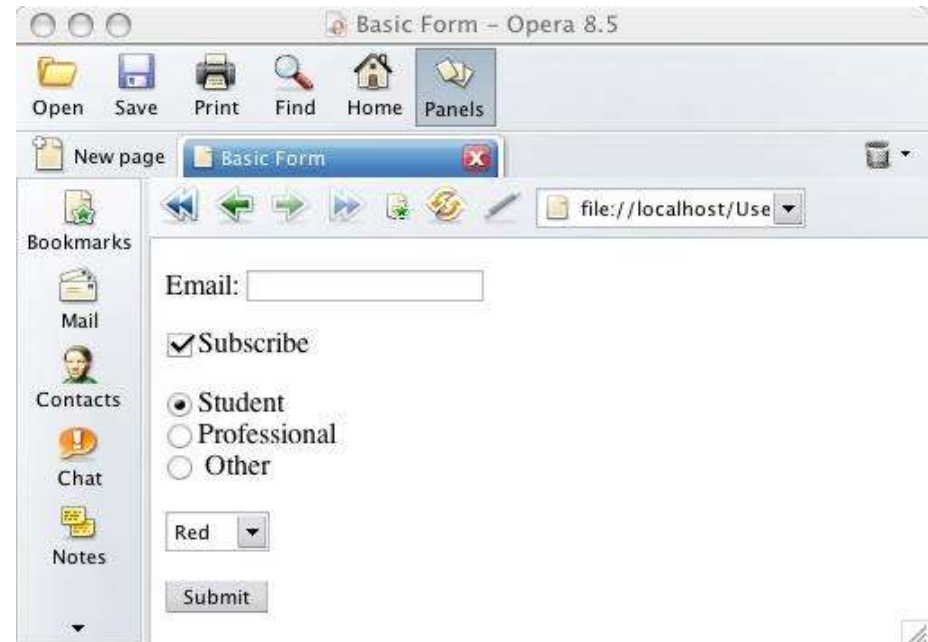 Basic Form – Opera 8.5
Open Save Print Find Home Panels
New page Basic Form
file://localhost/Use
Bookmarks
Mail
Contacts
Chat
Notes
Email:
Subscribe
Student
Professional
Other
Red
Submit